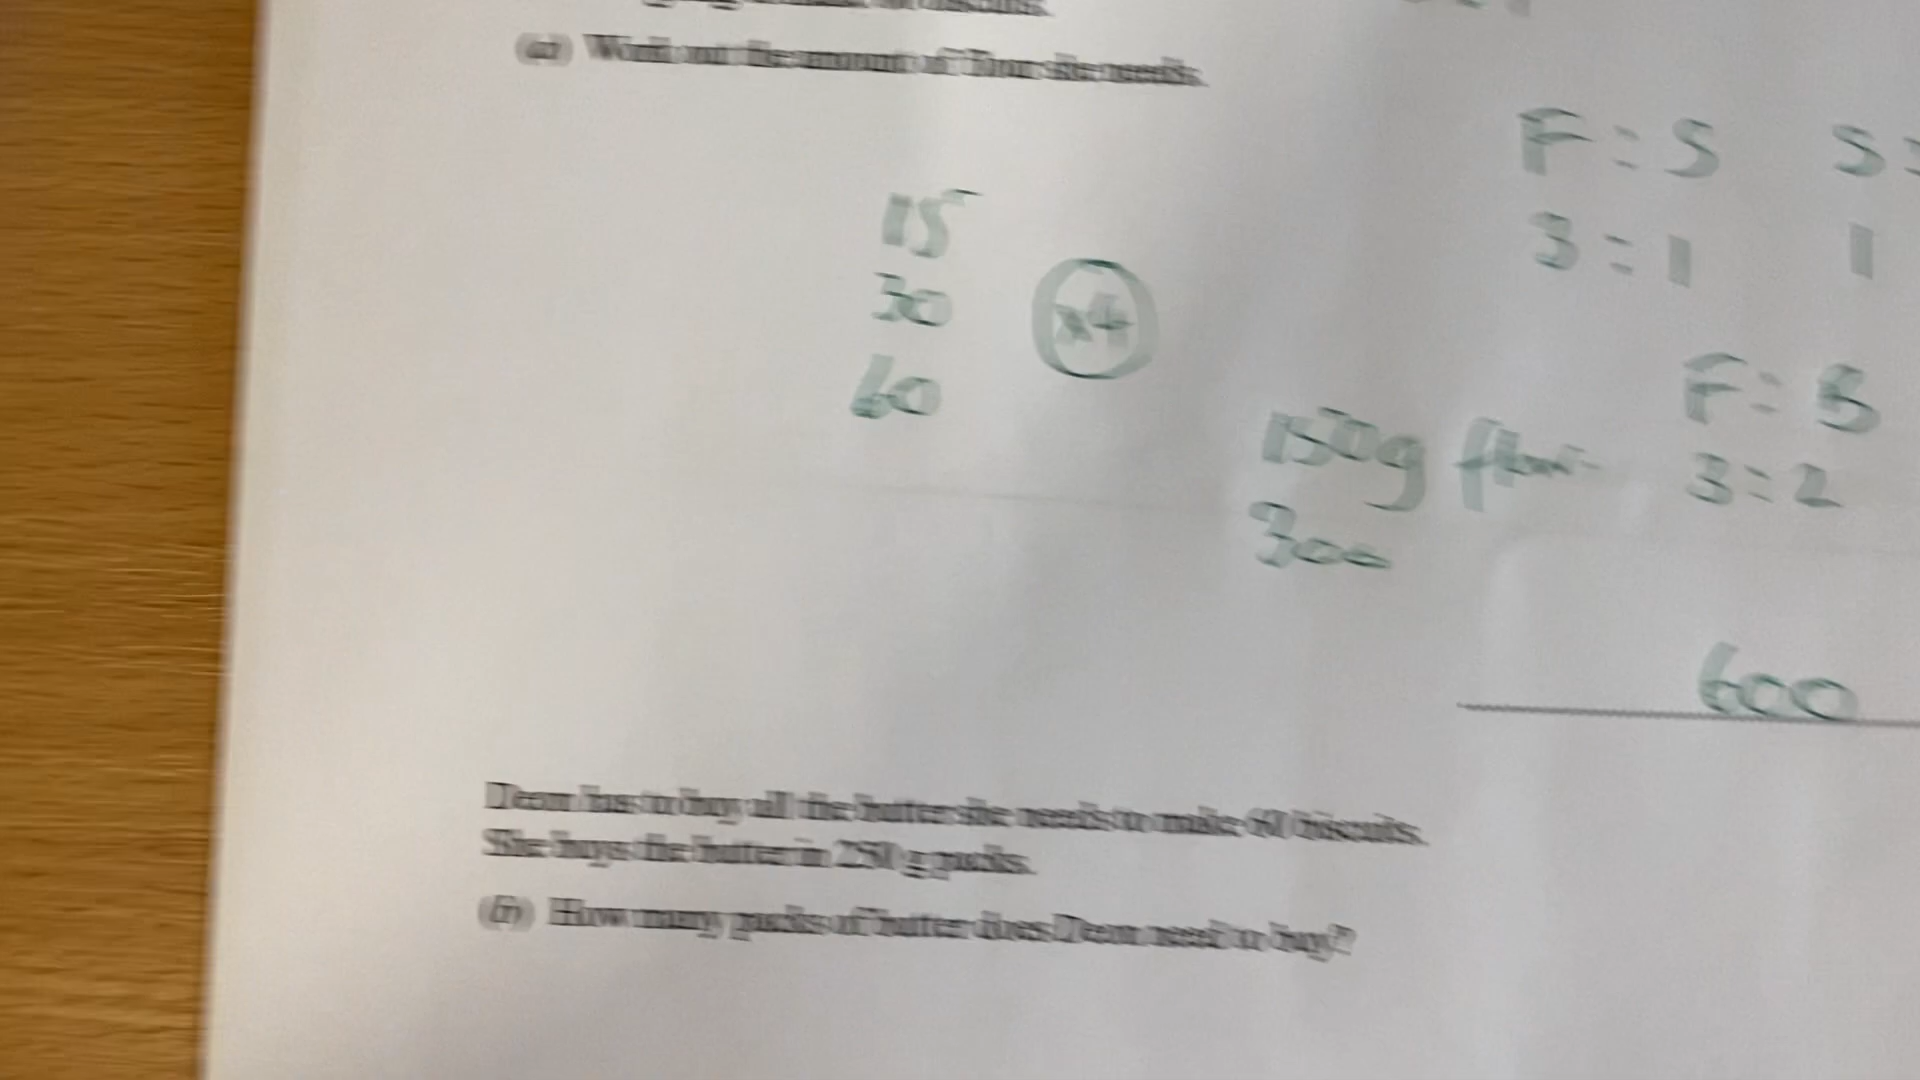 (a) Work out the amount of flour she needs.
F : S S :
3 : 1 1
15
30 x4
60
F : B
3 : 2
150g flour
300
600
Deon has to buy all the butter she needs to make 60 biscuits.
She buys the butter in 250 g packs.
(b) How many packs of butter does Deon need to buy?